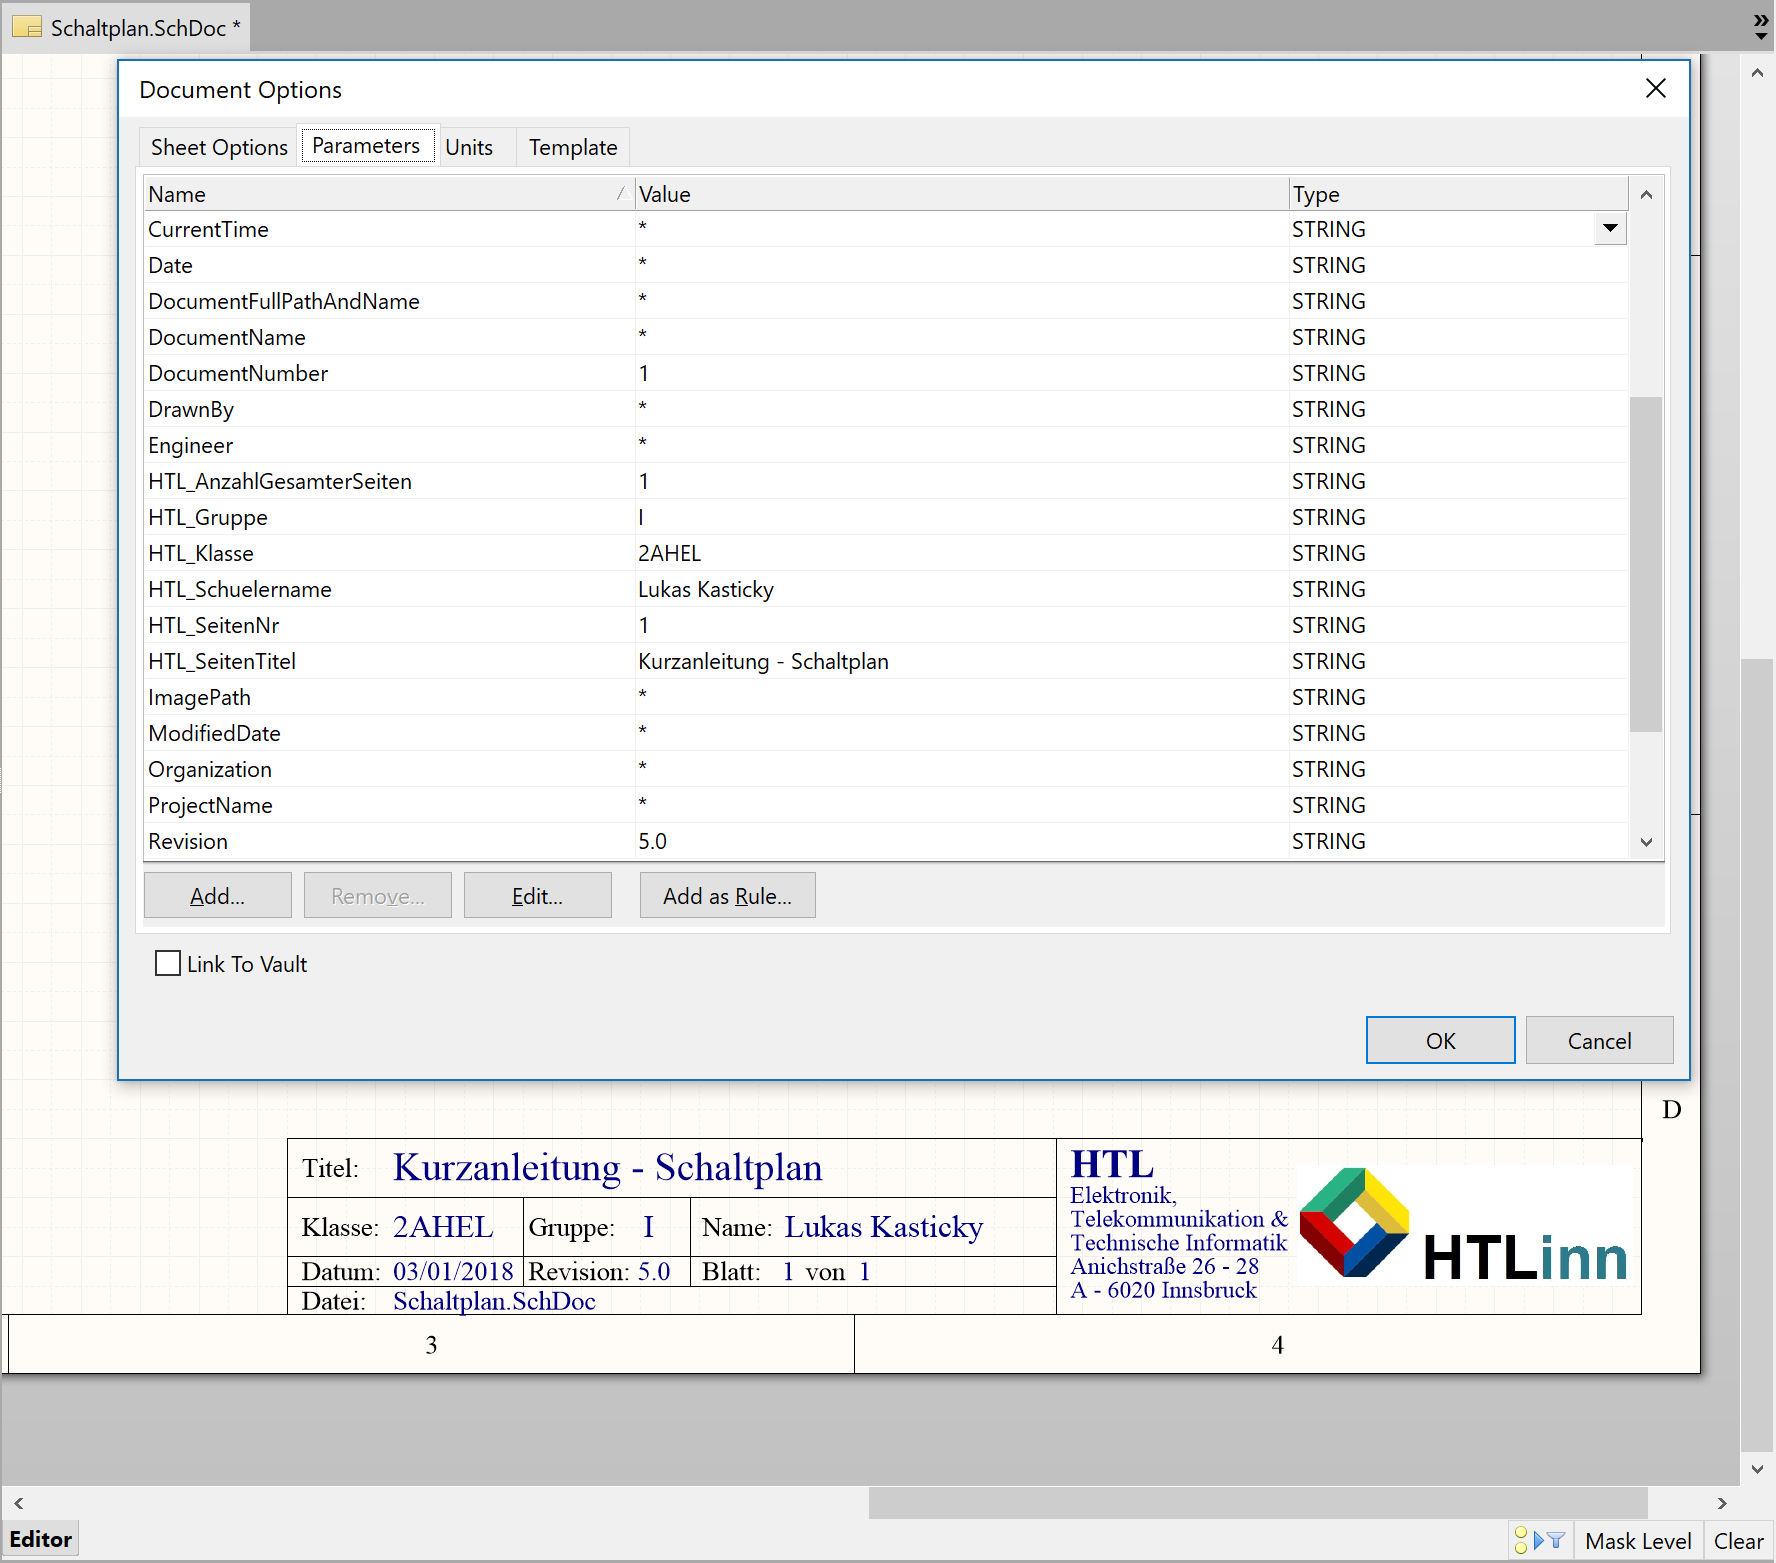 Schaltplan.SchDoc *
Document Options
Sheet Options Parameters Units Template
Name Value Type
CurrentTime * STRING
Date * STRING
DocumentFullPathAndName * STRING
DocumentName * STRING
DocumentNumber 1 STRING
DrawnBy * STRING
Engineer * STRING
HTL_AnzahlGesamterSeiten 1 STRING
HTL_Gruppe I STRING
HTL_Klasse 2AHEL STRING
HTL_Schuelername Lukas Kasticky STRING
HTL_SeitenNr 1 STRING
HTL_SeitenTitel Kurzanleitung - Schaltplan STRING
ImagePath * STRING
ModifiedDate * STRING
Organization * STRING
ProjectName * STRING
Revision 5.0 STRING
Add... Remove... Edit... Add as Rule...
Link To Vault
OK Cancel
D
Titel: Kurzanleitung - Schaltplan
Klasse: 2AHEL Gruppe: I Name: Lukas Kasticky
Datum: 03/01/2018 Revision: 5.0 Blatt: 1 von 1
Datei: Schaltplan.SchDoc
HTL
Elektronik,
Telekommunikation &
Technische Informatik
Anichstraße 26 - 28
A - 6020 Innsbruck
HTLinn
3 4
Editor Mask Level Clear